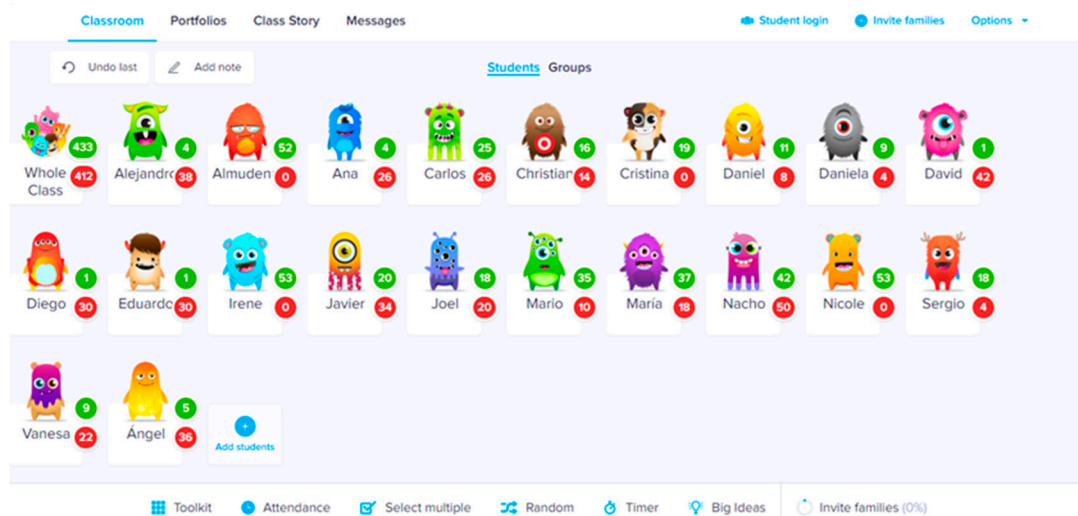 Classroom Portfolios Class Story Messages Student login Invite families Options
Undo last Add note Students Groups
433 4 52 4 25 16 19 11 9 1
Whole Class 412 Alejandro 38 Almuden 0 Ana 26 Carlos 26 Christian 14 Cristina 0 Daniel 8 Daniela 4 David 42
1 1 53 20 18 35 37 42 53 18
Diego 30 Eduardo 30 Irene 0 Javier 34 Joel 20 Mario 10 María 18 Nacho 50 Nicole 0 Sergio 4
9 5
Vanesa 22 Ángel 36 Add students
Toolkit Attendance Select multiple Random Timer Big Ideas Invite families (0%)